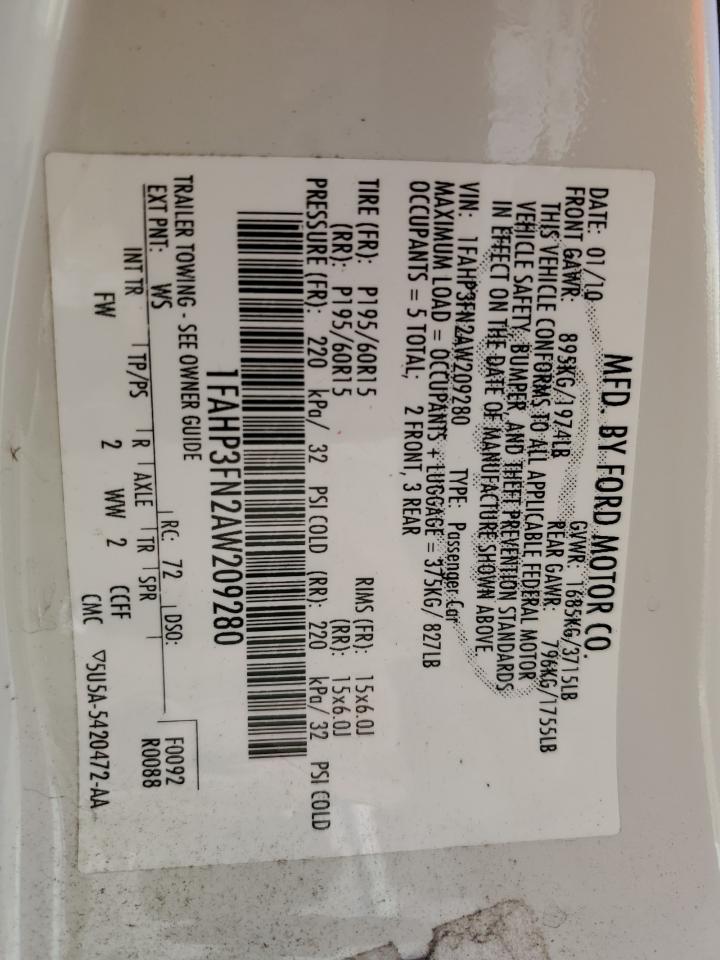 MFD. BY FORD MOTOR CO.
DATE: 01/10 GVWR: 1685KG/3715LB
FRONT GAWR: 895KG/1974LB REAR GAWR: 796KG/1755LB
THIS VEHICLE CONFORMS TO ALL APPLICABLE FEDERAL MOTOR
VEHICLE SAFETY, BUMPER, AND THEFT PREVENTION STANDARDS
IN EFFECT ON THE DATE OF MANUFACTURE SHOWN ABOVE.
VIN: 1FAHP3FN2AW209280 TYPE: Passenger Car
MAXIMUM LOAD = OCCUPANTS + LUGGAGE = 375KG/ 827LB
OCCUPANTS = 5 TOTAL; 2 FRONT, 3 REAR
TIRE (FR): P195/60R15 RIMS (FR): 15x6.0J
(RR): P195/60R15 (RR): 15x6.0J
PRESSURE (FR): 220 kPa/ 32 PSI COLD (RR): 220 kPa/ 32 PSI COLD
1FAHP3FN2AW209280
TRAILER TOWING - SEE OWNER GUIDE
EXT PNT: WS RC: 72 DSO: F0092
R0088
INT TR TP/PS R AXLE TR SPR
FW 2 WW 2 CCFF
CMC ▽5U5A-5420472-AA